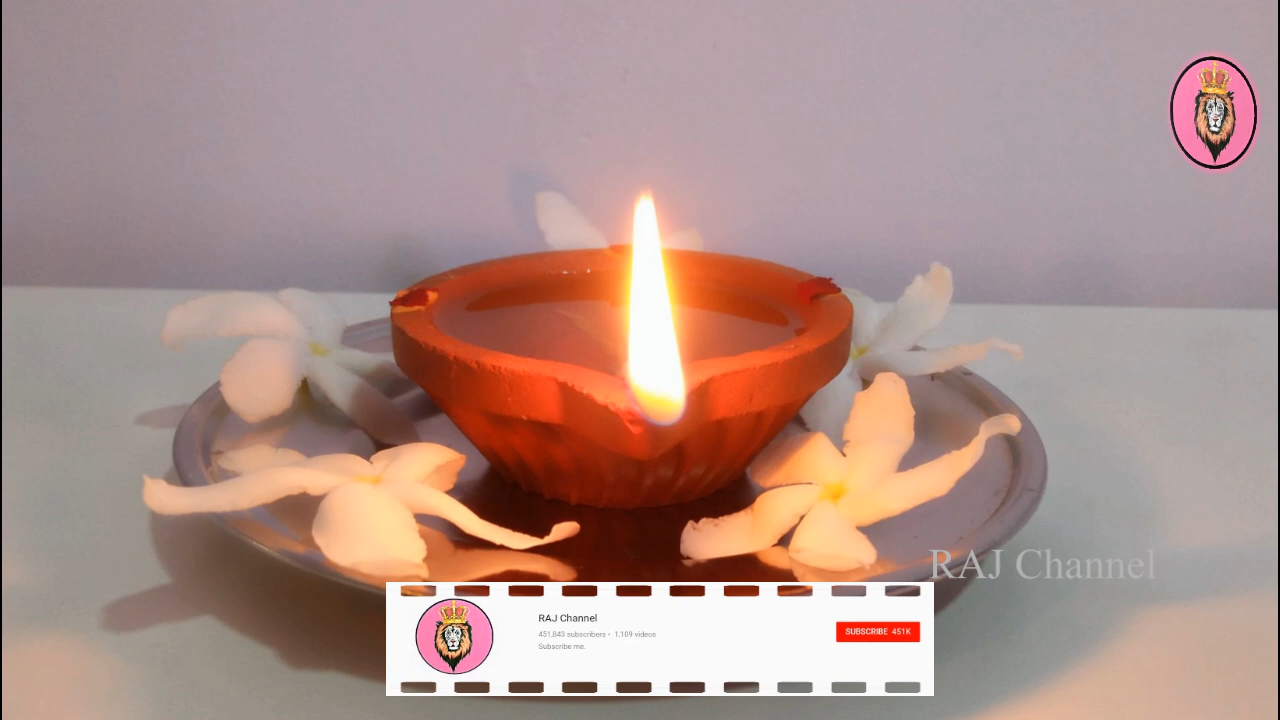 RAJ Channel
RAJ Channel
451,843 subscribers • 1,109 videos
Subscribe me.
SUBSCRIBE 451K